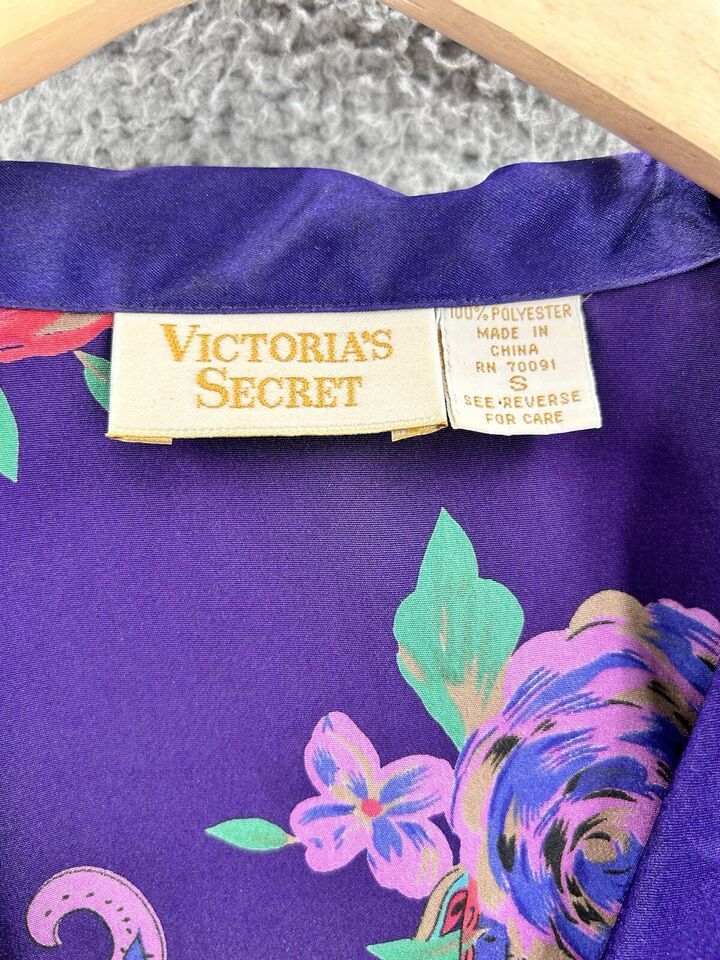 VICTORIA'S
SECRET
100% POLYESTER
MADE IN
CHINA
RN 70091
S
SEE•REVERSE
FOR CARE